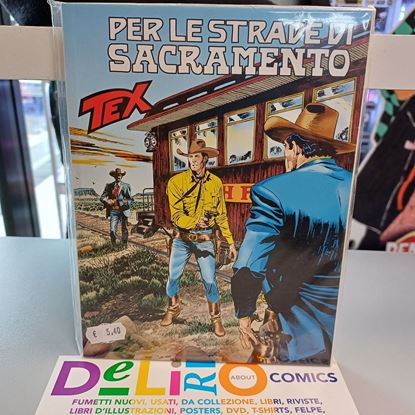 PER LE STRADE DI
SACRAMENTO
TEX
€ 5,40
DeLiRIO
ABOUT
COMICS
FUMETTI NUOVI, USATI, DA COLLEZIONE, LIBRI, RIVISTE,
LIBRI D'ILLUSTRAZIONI, POSTERS, DVD, T-SHIRTS, FELPE,